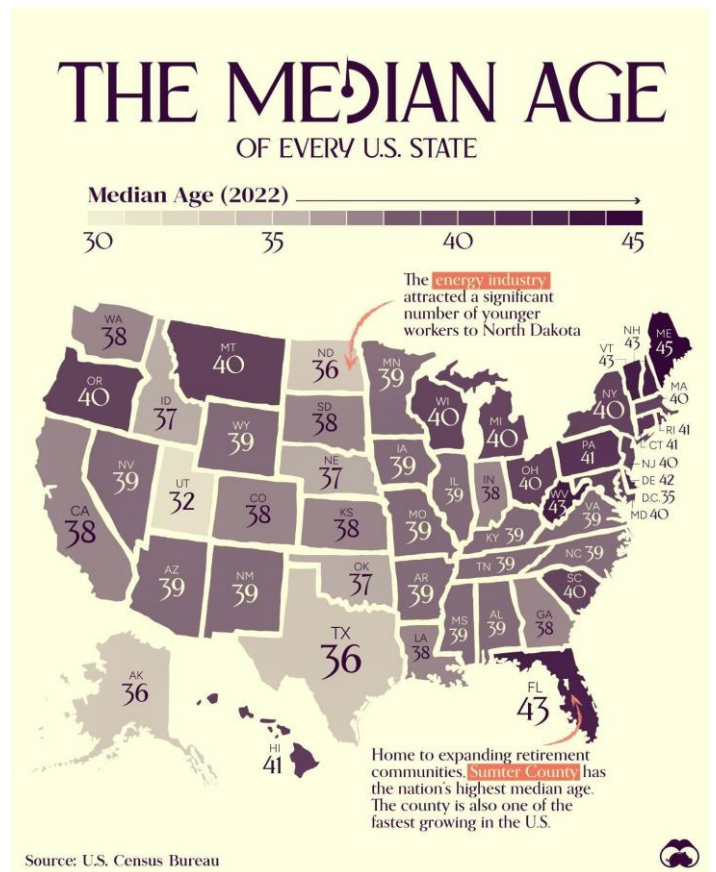 THE MEDIAN AGE
OF EVERY U.S. STATE
Median Age (2022)
30 35 40 45
The energy industry
attracted a significant
number of younger
workers to North Dakota
WA
38
OR
40
CA
38
NV
39
ID
37
MT
40
WY
39
UT
32
AZ
39
CO
38
NM
39
ND
36
SD
38
NE
37
KS
38
OK
37
TX
36
MN
39
IA
39
MO
39
AR
39
LA
38
WI
40
IL
39
MI
40
IN
38
OH
40
KY 39
TN 39
MS
39
AL
39
GA
38
FL
43
SC
40
NC 39
VA
39
WV
43
PA
41
NY
40
VT
43
NH
43
ME
45
MA
40
RI 41
CT 41
NJ 40
DE 42
D.C. 35
MD 40
AK
36
HI
41
Home to expanding retirement
communities, Sumter County has
the nation's highest median age.
The county is also one of the
fastest growing in the U.S.
Source: U.S. Census Bureau